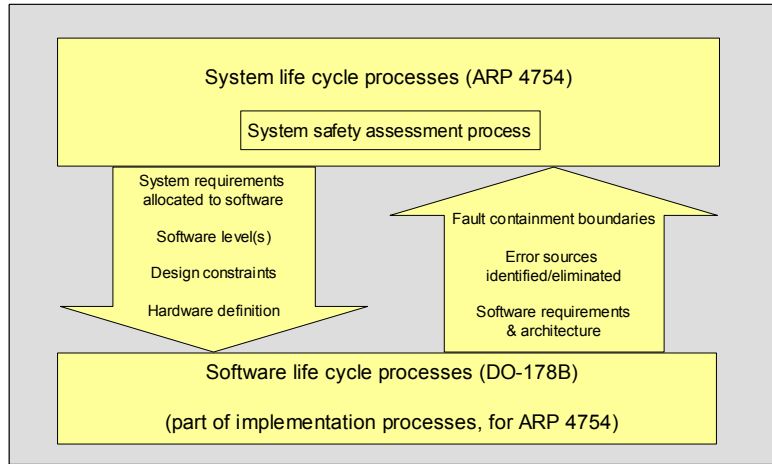 System life cycle processes (ARP 4754)
System safety assessment process
System requirements
allocated to software
Software level(s)
Design constraints
Hardware definition
Fault containment boundaries
Error sources
identified/eliminated
Software requirements
& architecture
Software life cycle processes (DO-178B)
(part of implementation processes, for ARP 4754)